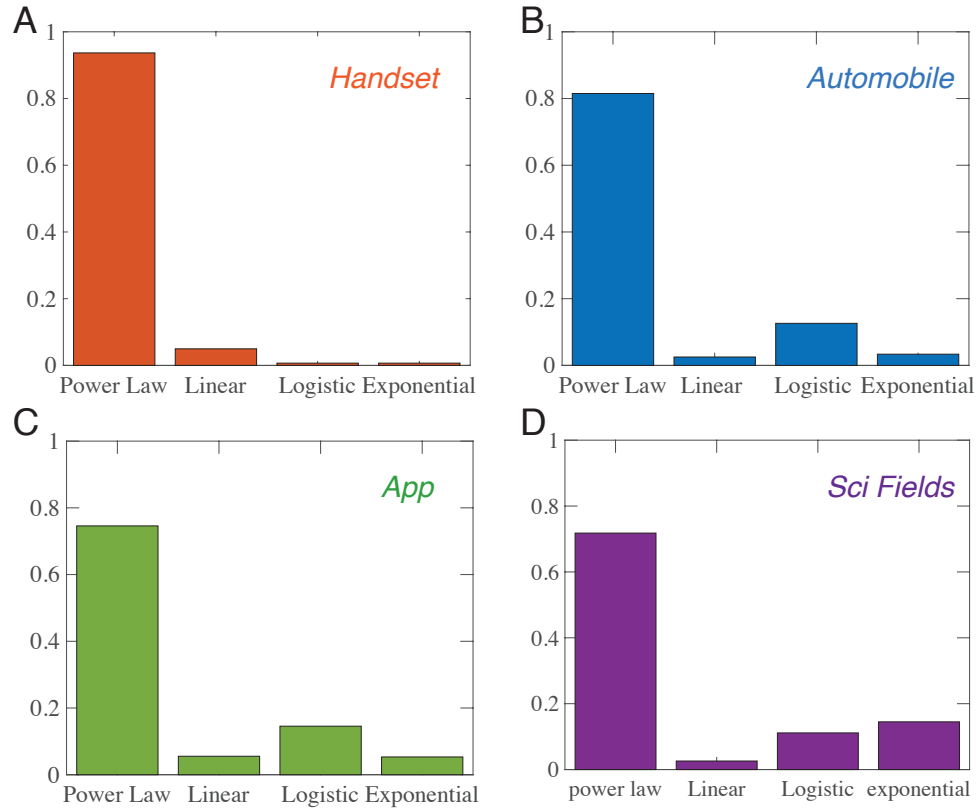 A
1
0.8
0.6
0.4
0.2
0
Handset
Power Law Linear Logistic Exponential
B
1
0.8
0.6
0.4
0.2
0
Automobile
Power Law Linear Logistic Exponential
C
1
0.8
0.6
0.4
0.2
0
App
Power Law Linear Logistic Exponential
D
1
0.8
0.6
0.4
0.2
0
Sci Fields
power law Linear Logistic exponential